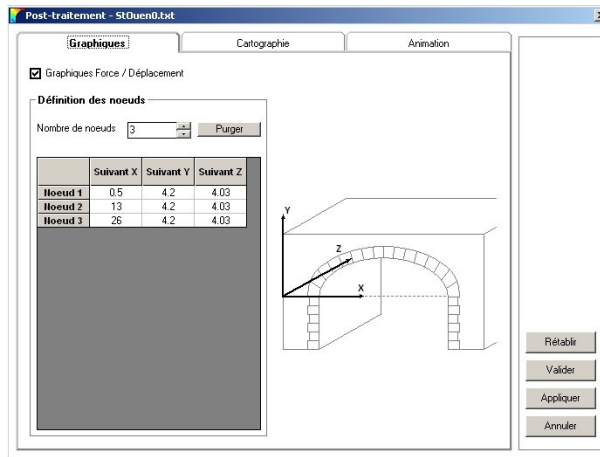 Post-traitement - StOuen0.txt
Graphiques
Cartographie
Animation
Graphiques Force / Déplacement
Définition des noeuds
Nombre de noeuds 3 Purger
Suivant X Suivant Y Suivant Z
Noeud 1 0.5 4.2 4.03
Noeud 2 13 4.2 4.03
Noeud 3 26 4.2 4.03
Y
Z
X
Rétablir
Valider
Appliquer
Annuler